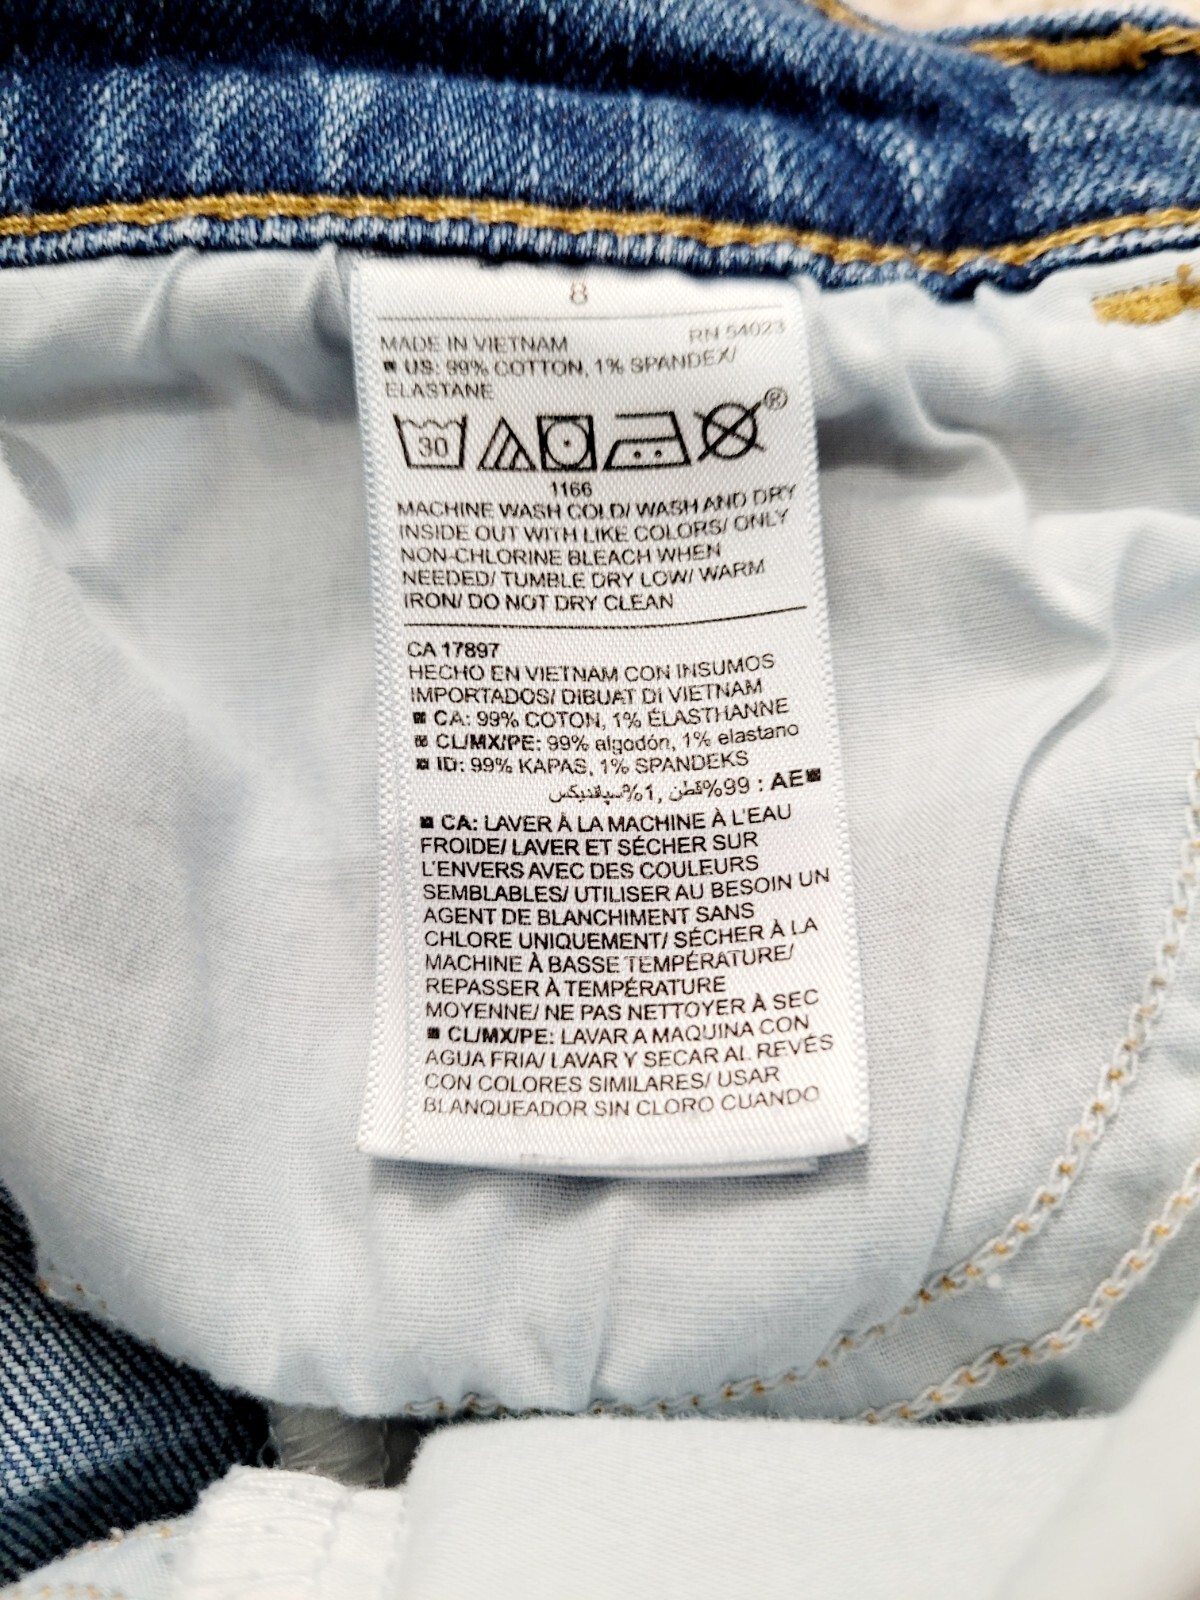 8
MADE IN VIETNAM RN 54023
US: 99% COTTON, 1% SPANDEX/
ELASTANE
30 ®
1166
MACHINE WASH COLD/ WASH AND DRY
INSIDE OUT WITH LIKE COLORS/ ONLY
NON-CHLORINE BLEACH WHEN
NEEDED/ TUMBLE DRY LOW/ WARM
IRON/ DO NOT DRY CLEAN
CA 17897
HECHO EN VIETNAM CON INSUMOS
IMPORTADOS/ DIBUAT DI VIETNAM
CA: 99% COTON, 1% ÉLASTHANNE
CL/MX/PE: 99% algodón, 1% elastano
ID: 99% KAPAS, 1% SPANDEKS
AE : 99%قطن, 1%سپاندیکس
CA: LAVER À LA MACHINE À L'EAU
FROIDE/ LAVER ET SÉCHER SUR
L'ENVERS AVEC DES COULEURS
SEMBLABLES/ UTILISER AU BESOIN UN
AGENT DE BLANCHIMENT SANS
CHLORE UNIQUEMENT/ SÉCHER À LA
MACHINE À BASSE TEMPÉRATURE/
REPASSER À TEMPÉRATURE
MOYENNE/ NE PAS NETTOYER À SEC
CL/MX/PE: LAVAR A MAQUINA CON
AGUA FRIA/ LAVAR Y SECAR AL REVÉS
CON COLORES SIMILARES/ USAR
BLANQUEADOR SIN CLORO CUANDO